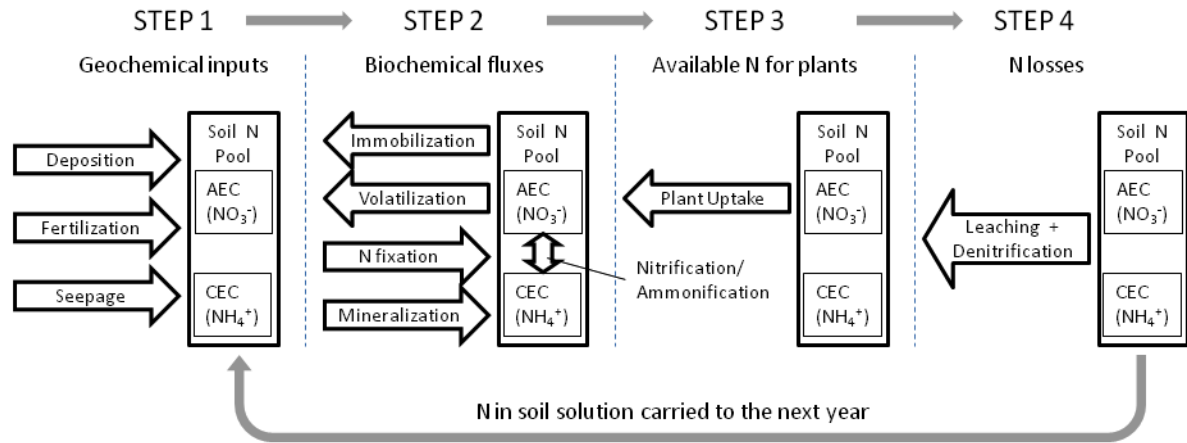 STEP 1
STEP 2
STEP 3
STEP 4
Geochemical inputs
Biochemical fluxes
Available N for plants
N losses
Deposition
Fertilization
Seepage
Soil N
Pool
AEC
(NO₃⁻)
CEC
(NH₄⁺)
Immobilization
Volatilization
N fixation
Mineralization
Soil N
Pool
AEC
(NO₃⁻)
CEC
(NH₄⁺)
Nitrification/
Ammonification
Plant Uptake
Soil N
Pool
AEC
(NO₃⁻)
CEC
(NH₄⁺)
Leaching +
Denitrification
Soil N
Pool
AEC
(NO₃⁻)
CEC
(NH₄⁺)
N in soil solution carried to the next year